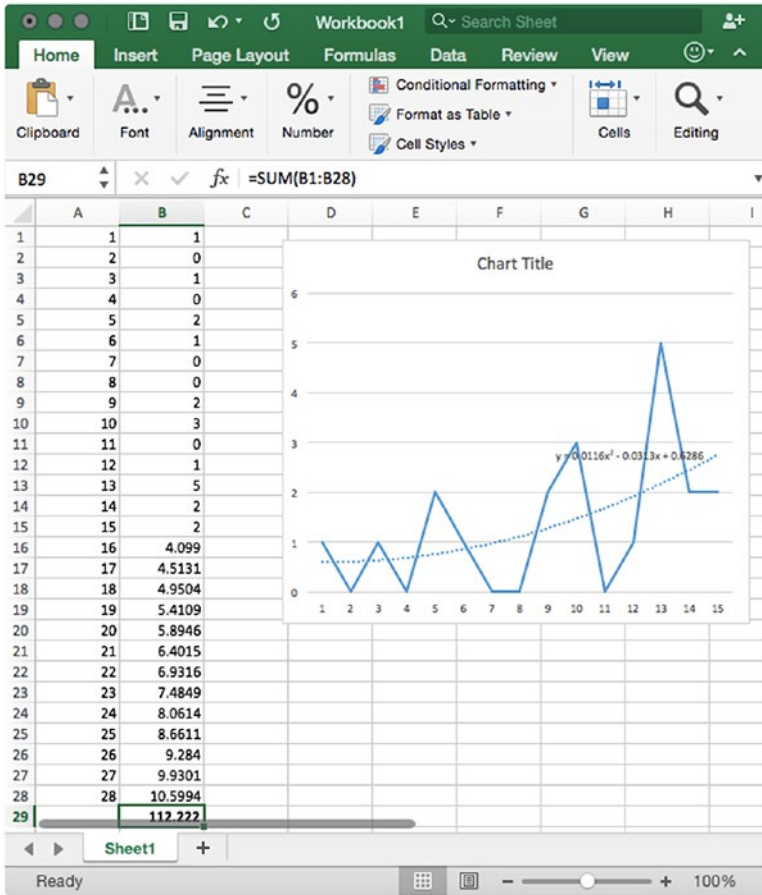 Workbook1
Search Sheet
Home Insert Page Layout Formulas Data Review View
Clipboard
Font
Alignment
%
Number
Conditional Formatting
Format as Table
Cell Styles
Cells
Editing
B29 fx =SUM(B1:B28)
A B C D E F G H I
1 1 1
2 2 0
3 3 1
4 4 0
5 5 2
6 6 1
7 7 0
8 8 0
9 9 2
10 10 3
11 11 0
12 12 1
13 13 5
14 14 2
15 15 2
16 16 4.099
17 17 4.5131
18 18 4.9504
19 19 5.4109
20 20 5.8946
21 21 6.4015
22 22 6.9316
23 23 7.4849
24 24 8.0614
25 25 8.6611
26 26 9.284
27 27 9.9301
28 28 10.5994
29 112.222
Chart Title
6
5
4
3
2
1
0
y = 0.0116x² - 0.0313x + 0.6286
1 2 3 4 5 6 7 8 9 10 11 12 13 14 15
Sheet1 +
Ready
100%